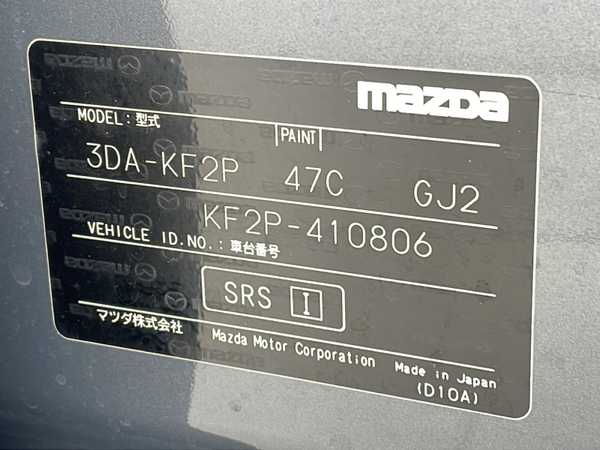 mazda
MODEL:型式 PAINT
3DA-KF2P 47C GJ2
KF2P-410806
VEHICLE ID.NO.:車台番号
SRS I
マツダ株式会社 Mazda Motor Corporation Made in Japan
(D10A)